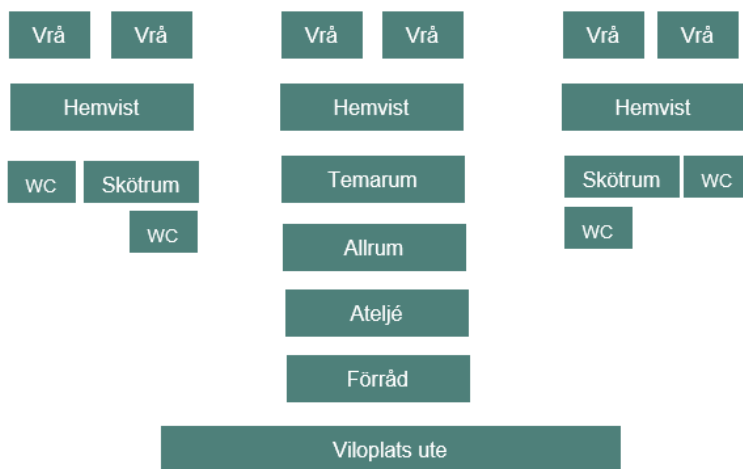 Vrå Vrå Vrå Vrå Vrå Vrå
Hemvist Hemvist Hemvist
WC Skötrum Temarum Skötrum WC
WC Allrum WC
Ateljé
Förråd
Viloplats ute